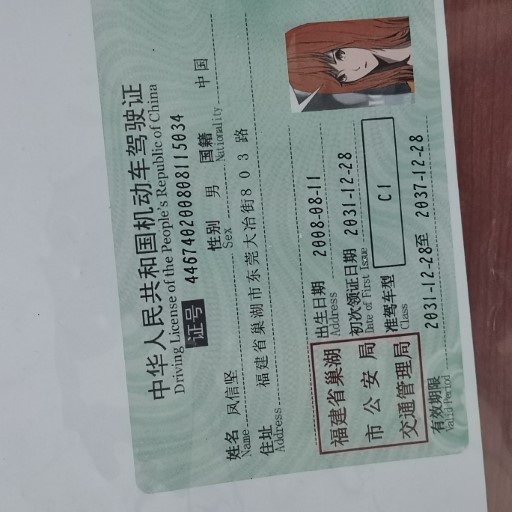 中华人民共和国机动车驾驶证
Driving License of the People's Republic of China
证号 446740200808115034
姓名 凤信坚 性别 男 国籍 中国
Name Sex Nationality
住址 福建省巢湖市东莞大冶街803路
Address
出生日期 2008-08-11
Address
初次领证日期 2031-12-28
Date of First Issue
准驾车型 C1
Class
福建省巢湖
市公安局
交通管理局
有效期限 2031-12-28至 2037-12-28
Valid Period